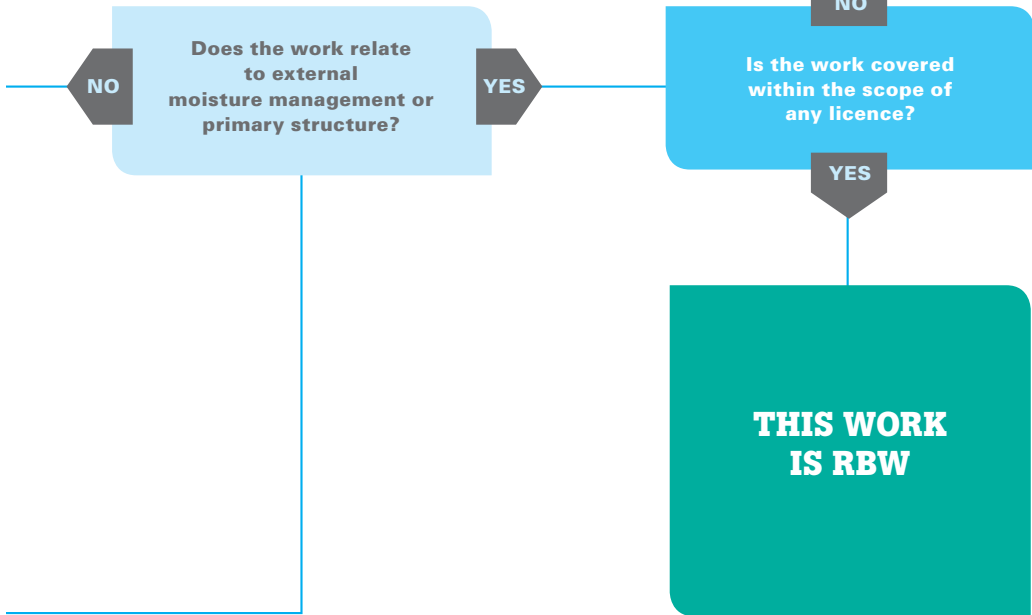 NO
Does the work relate
to external
moisture management or
primary structure?
NO
YES
Is the work covered
within the scope of
any licence?
YES
THIS WORK
IS RBW